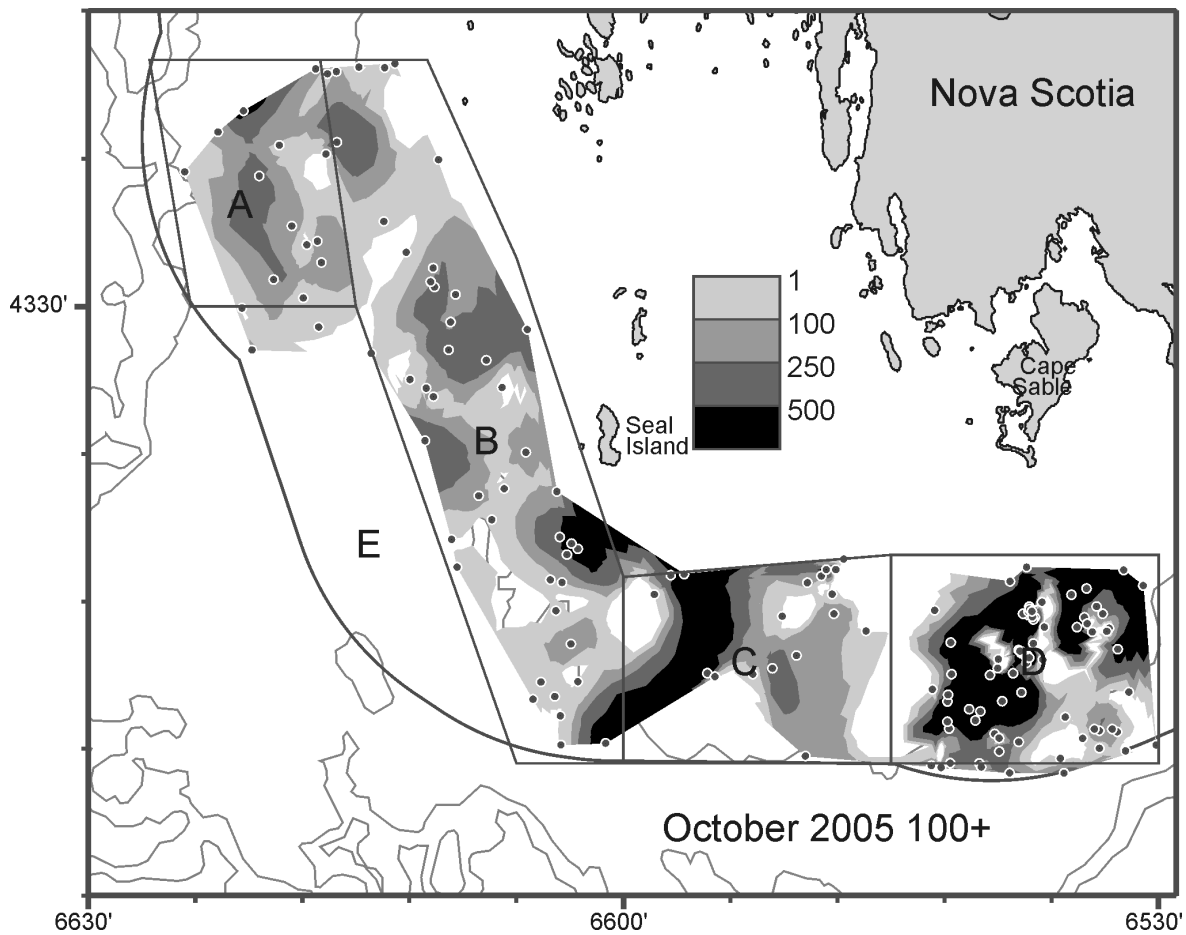 Nova Scotia
A
4330'
1
100
250
500
Cape
Sable
Seal
Island
B
E
C
D
October 2005 100+
6630'
6600'
6530'